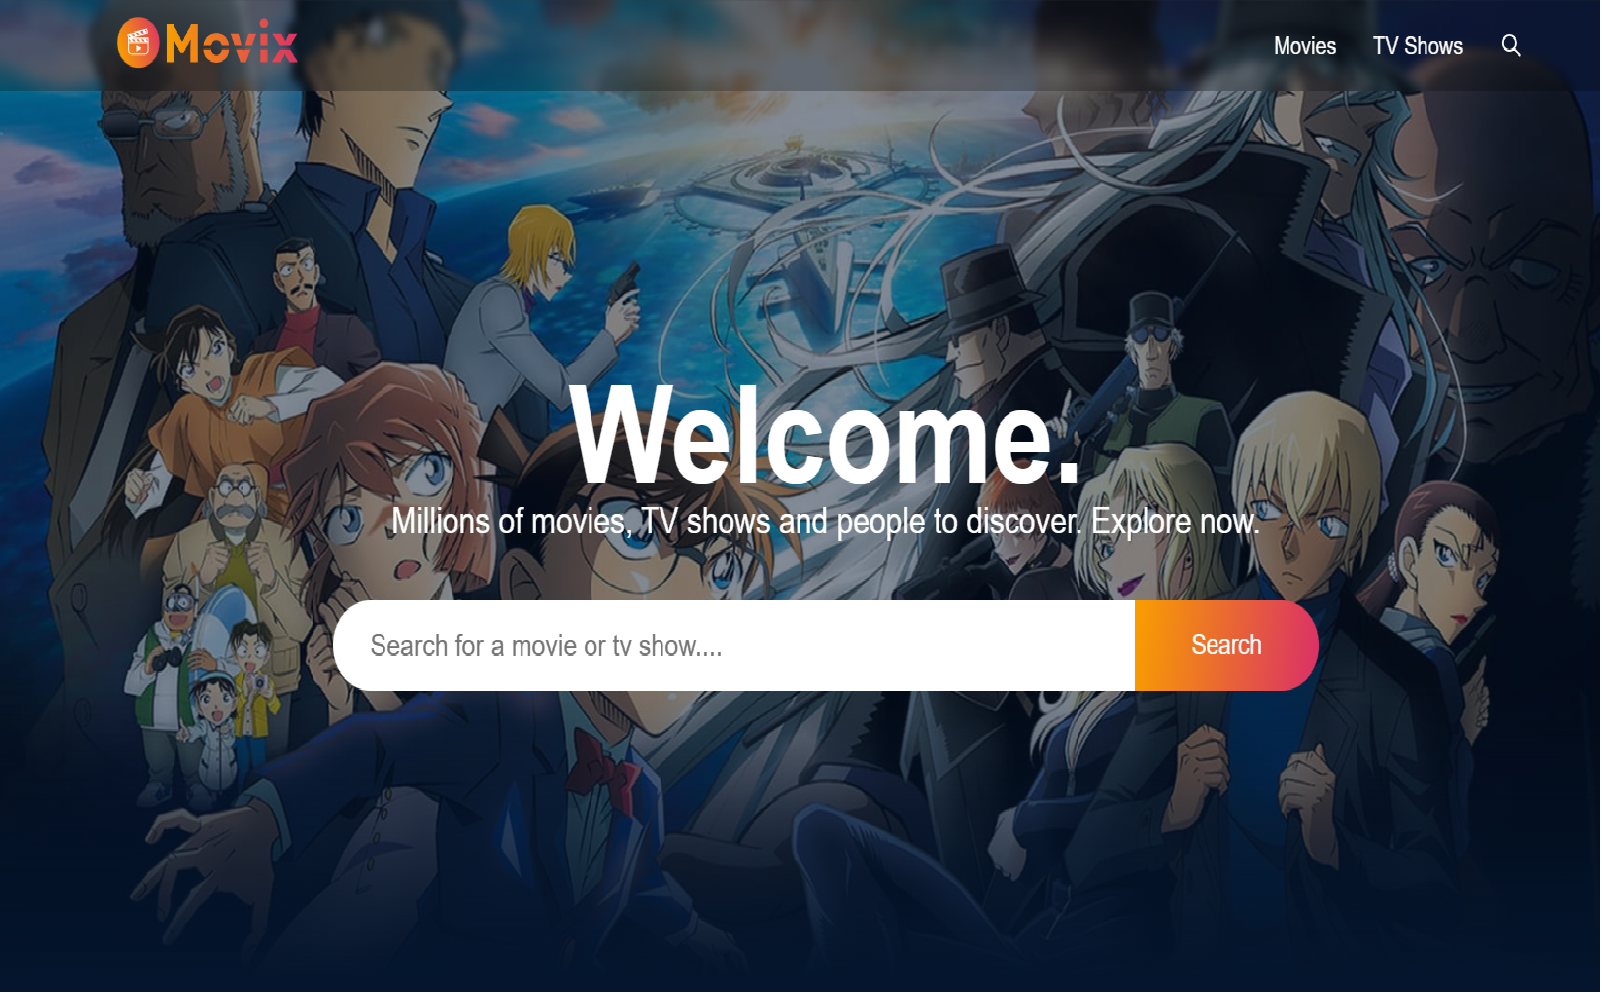 Movix
Movies
TV Shows
Welcome.
Millions of movies, TV shows and people to discover. Explore now.
Search for a movie or tv show....
Search